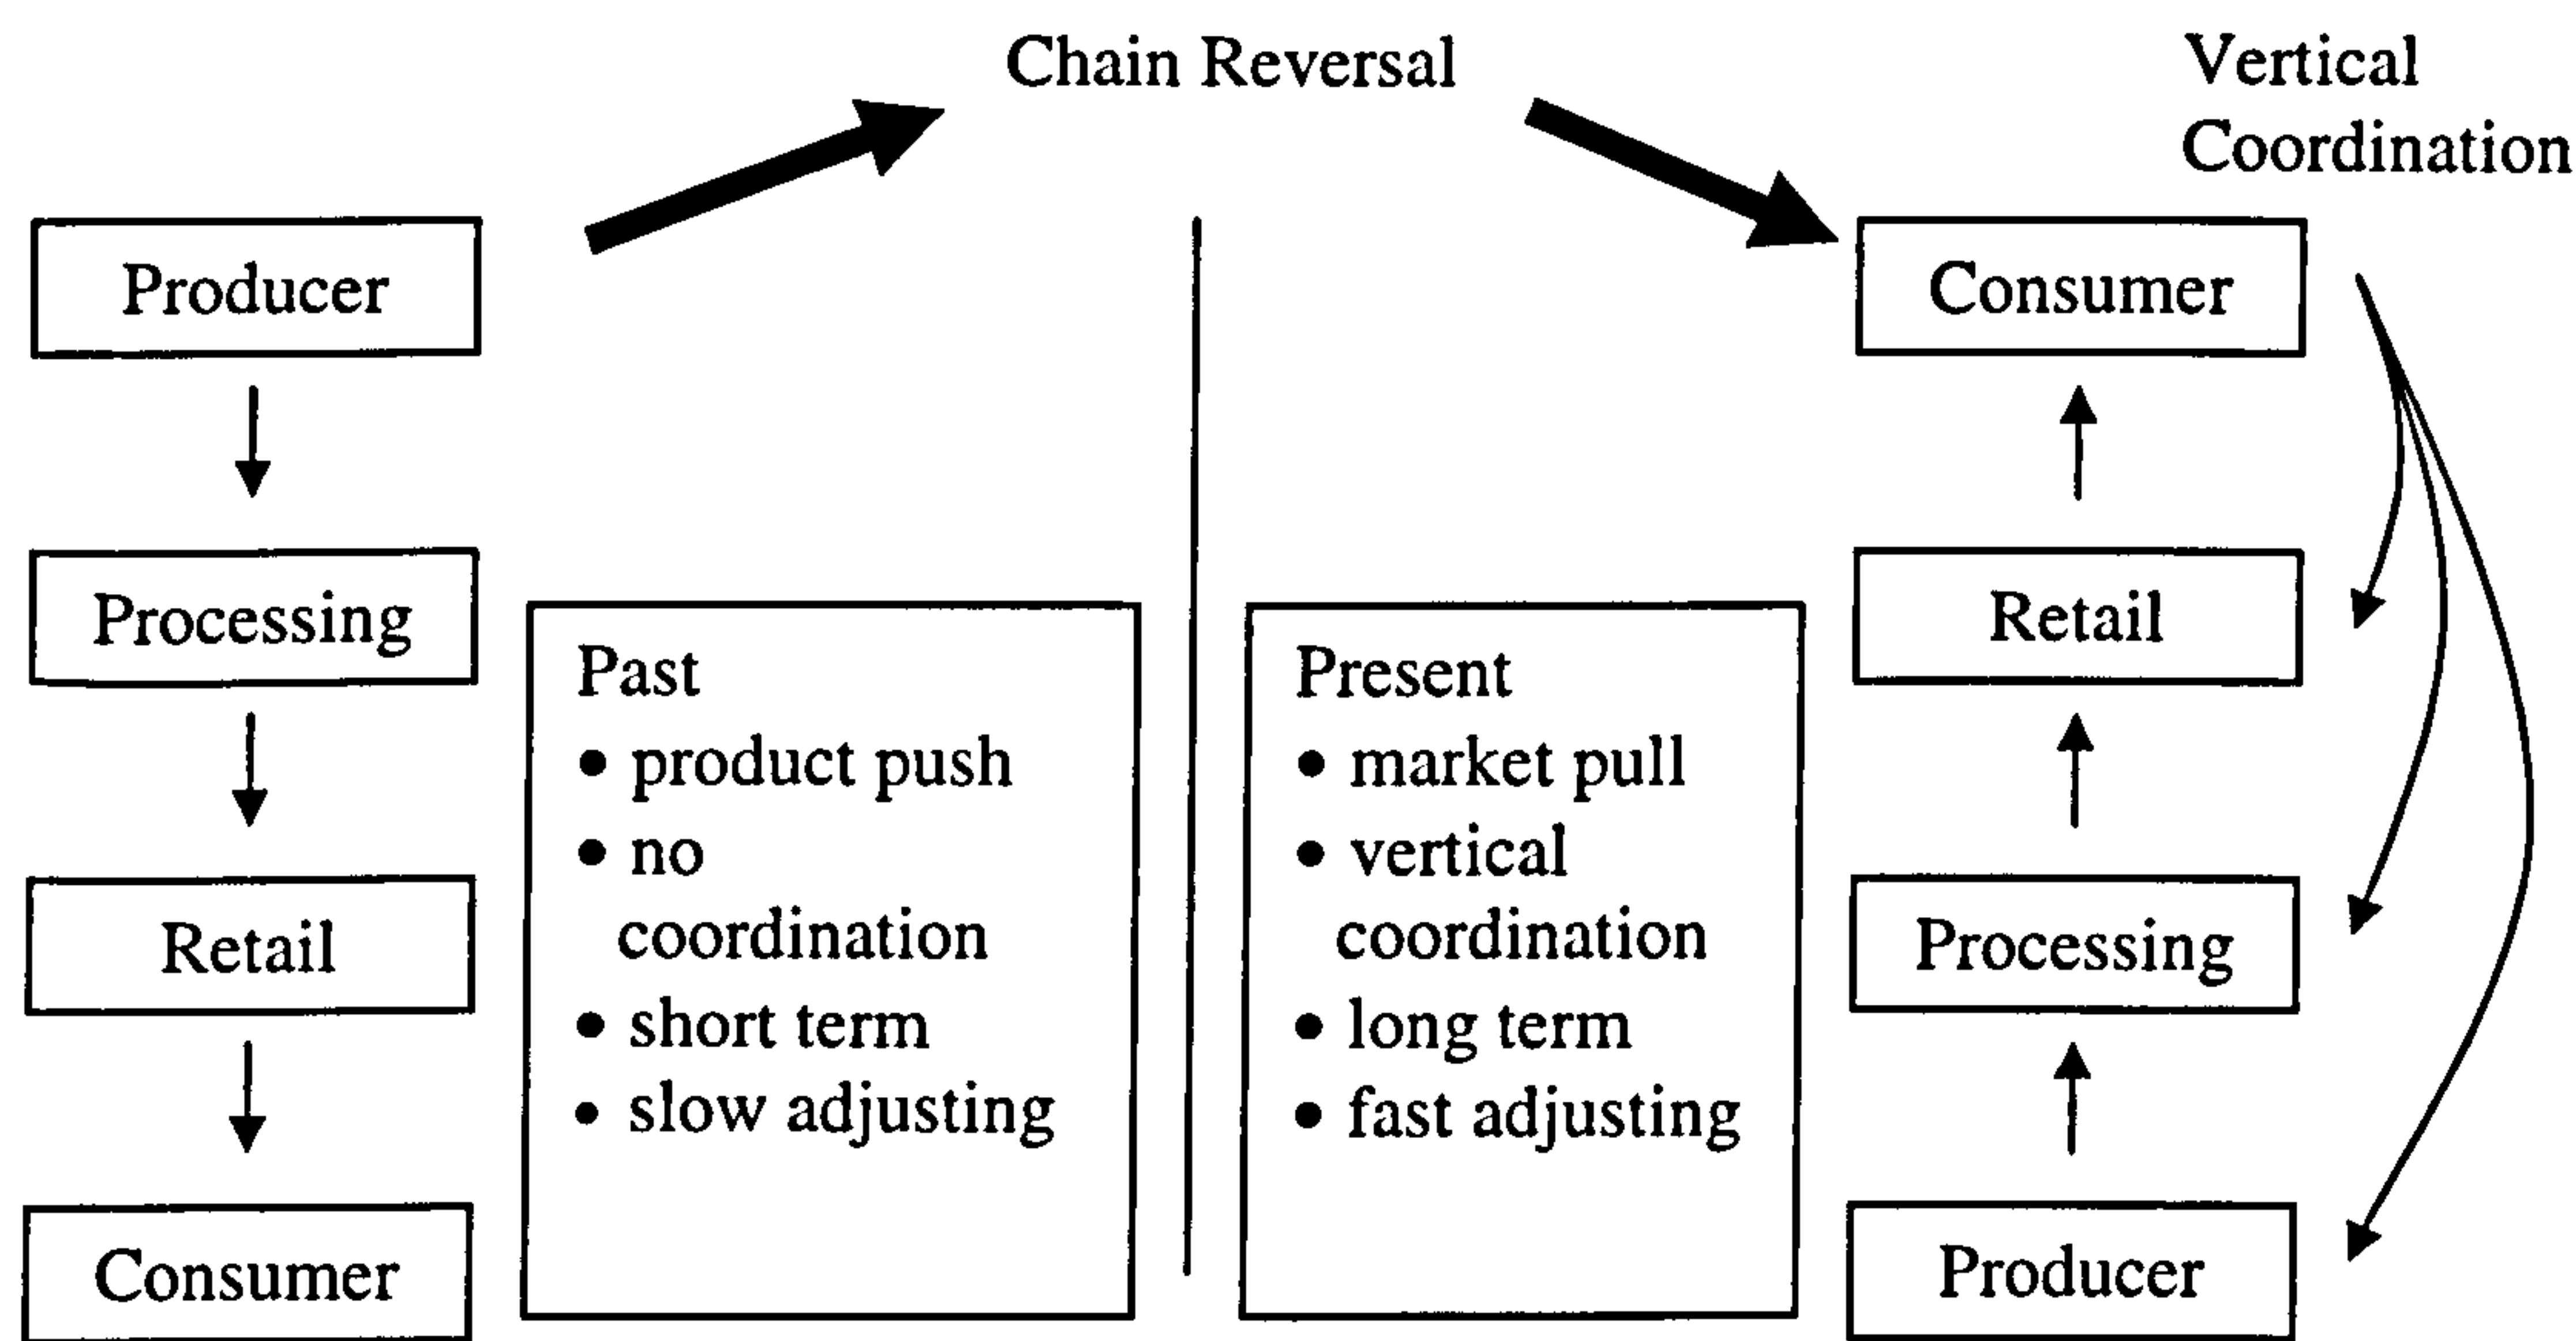 Chain Reversal
Vertical
Coordination
Producer
Processing
Retail
Consumer
Past
• product push
• no
coordination
• short term
• slow adjusting
Present
• market pull
• vertical
coordination
• long term
• fast adjusting
Consumer
Retail
Processing
Producer